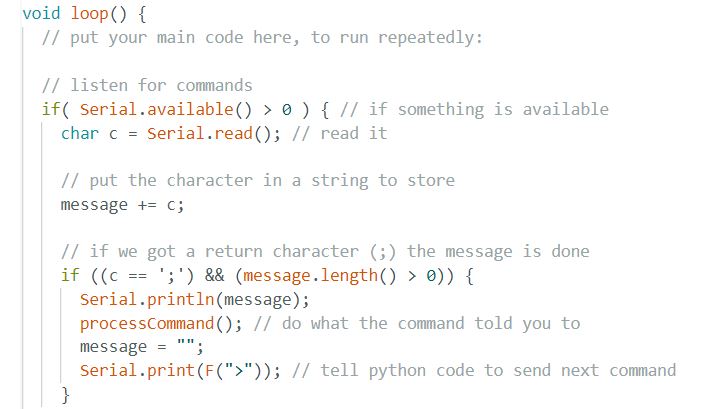 void loop() {
// put your main code here, to run repeatedly:
// listen for commands
if( Serial.available() > 0 ) { // if something is available
char c = Serial.read(); // read it
// put the character in a string to store
message += c;
// if we got a return character (;) the message is done
if ((c == ';') && (message.length() > 0)) {
Serial.println(message);
processCommand(); // do what the command told you to
message = "";
Serial.print(F(">")); // tell python code to send next command
}